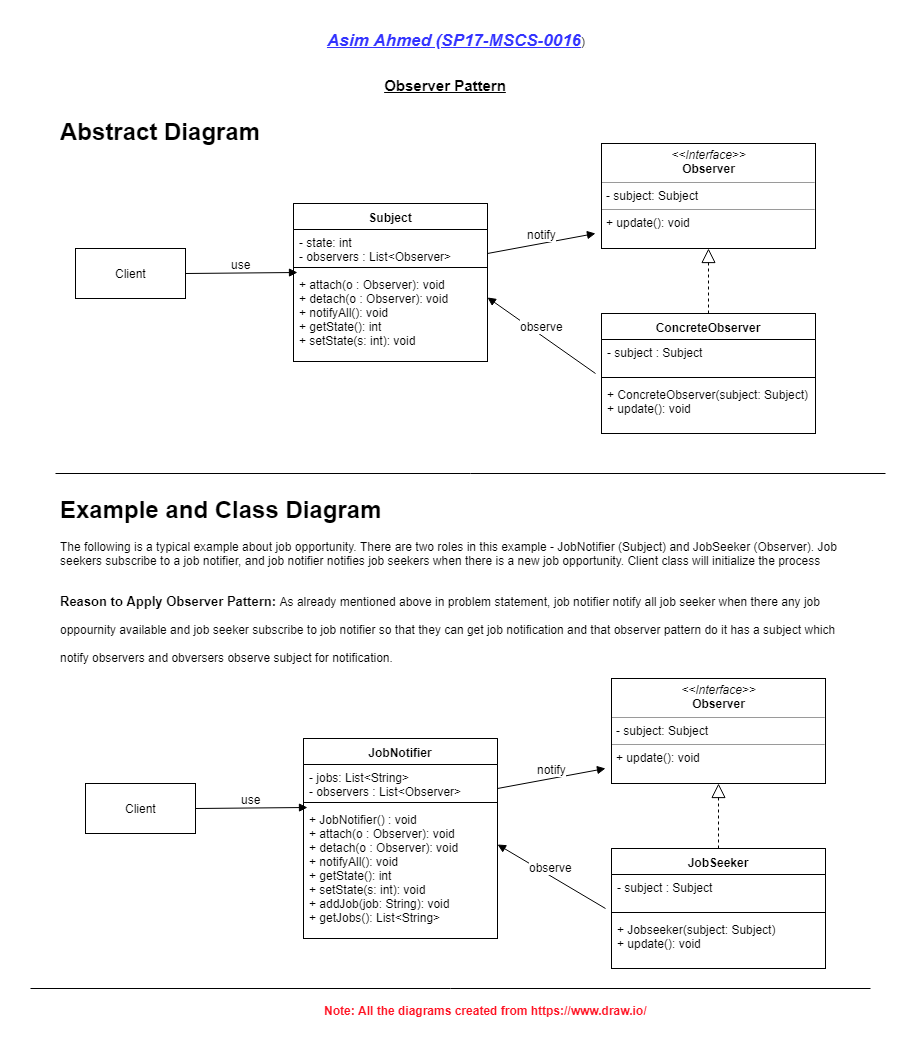 Asim Ahmed (SP17-MSCS-0016)
Observer Pattern
Abstract Diagram
<<Interface>>
Observer
- subject: Subject
+ update(): void
Subject
- state: int
- observers : List<Observer>
+ attach(o : Observer): void
+ detach(o : Observer): void
+ notifyAll(): void
+ getState(): int
+ setState(s: int): void
notify
Client
use
observe
ConcreteObserver
- subject : Subject
+ ConcreteObserver(subject: Subject)
+ update(): void
Example and Class Diagram
The following is a typical example about job opportunity. There are two roles in this example - JobNotifier (Subject) and JobSeeker (Observer). Job
seekers subscribe to a job notifier, and job notifier notifies job seekers when there is a new job opportunity. Client class will initialize the process
Reason to Apply Observer Pattern: As already mentioned above in problem statement, job notifier notify all job seeker when there any job
oppournity available and job seeker subscribe to job notifier so that they can get job notification and that observer pattern do it has a subject which
notify observers and obversers observe subject for notification.
<<Interface>>
Observer
- subject: Subject
+ update(): void
JobNotifier
- jobs: List<String>
- observers : List<Observer>
+ JobNotifier() : void
+ attach(o : Observer): void
+ detach(o : Observer): void
+ notifyAll(): void
+ getState(): int
+ setState(s: int): void
+ addJob(job: String): void
+ getJobs(): List<String>
notify
Client
use
observe
JobSeeker
- subject : Subject
+ Jobseeker(subject: Subject)
+ update(): void
Note: All the diagrams created from https://www.draw.io/